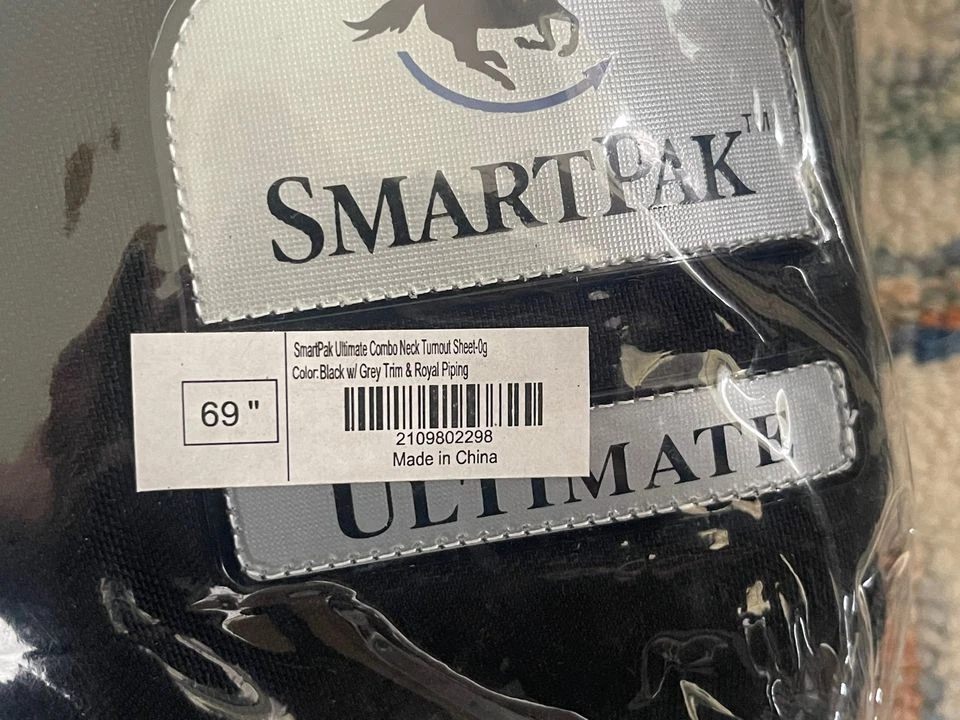 SMARTPAK™
SmartPak Ultimate Combo Neck Turnout Sheet-0g
Color:Black w/ Grey Trim & Royal Piping
69 "
2109802298
Made in China
ULTIMATE